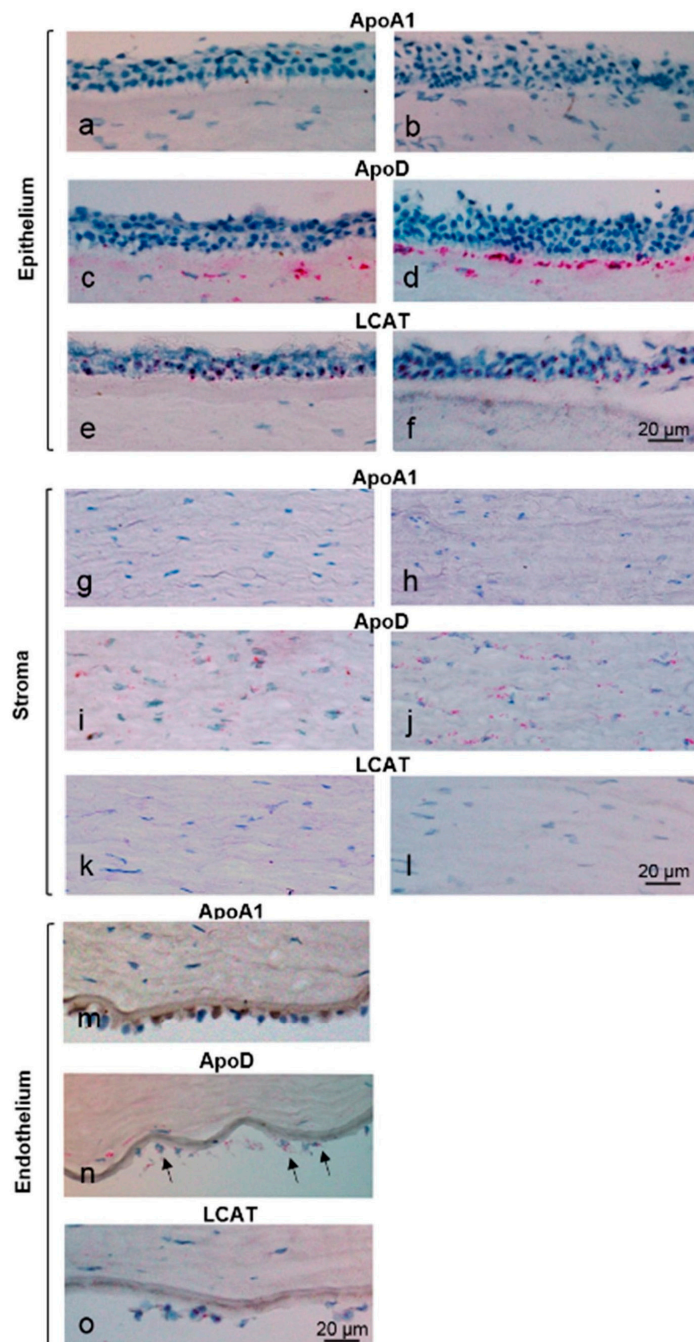 ApoA1
a
b
ApoD
c
d
LCAT
e
f
20 µm
Epithelium
ApoA1
g
h
ApoD
i
j
LCAT
k
l
20 µm
Stroma
ApoA1
m
ApoD
n
LCAT
o
20 µm
Endothelium